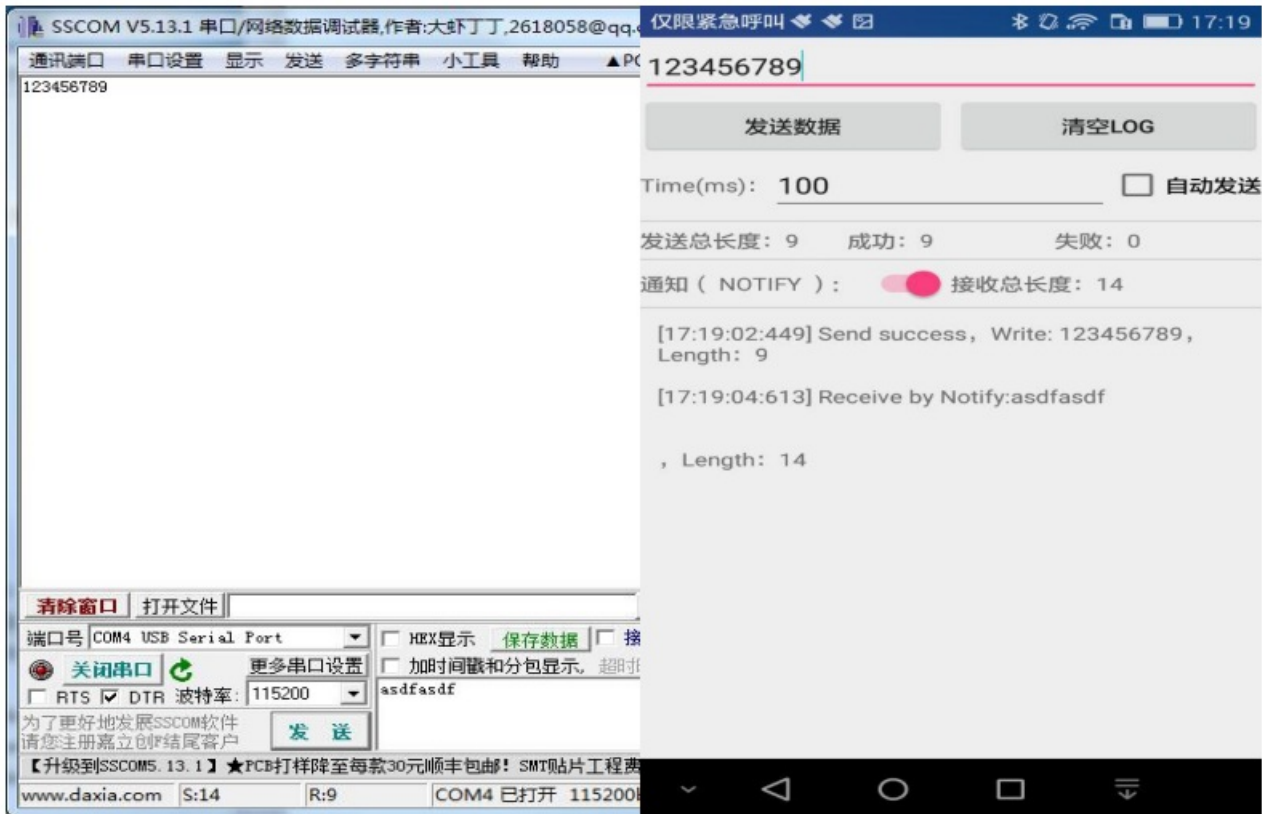 SSCOM V5.13.1 串口/网络数据调试器,作者:大虾丁丁,2618058@qq.
通讯端口 串口设置 显示 发送 多字符串 小工具 帮助 ▲PC
123456789
清除窗口 打开文件
端口号 COM4 USB Serial Port HEX显示 保存数据 接
关闭串口 更多串口设置 加时间戳和分包显示, 超时
RTS DTR 波特率: 115200 asdfasdf
为了更好地发展SSCOM软件
请您注册嘉立创F结尾客户
发 送
【升级到SSCOM5.13.1】★PCB打样降至每款30元顺丰包邮! SMT贴片工程费
www.daxia.com S:14 R:9 COM4 已打开 115200
仅限紧急呼叫 17:19
123456789
发送数据 清空LOG
Time(ms): 100 自动发送
发送总长度: 9 成功: 9 失败: 0
通知 ( NOTIFY ) : 接收总长度: 14
[17:19:02:449] Send success, Write: 123456789,
Length: 9
[17:19:04:613] Receive by Notify:asdfasdf
, Length: 14